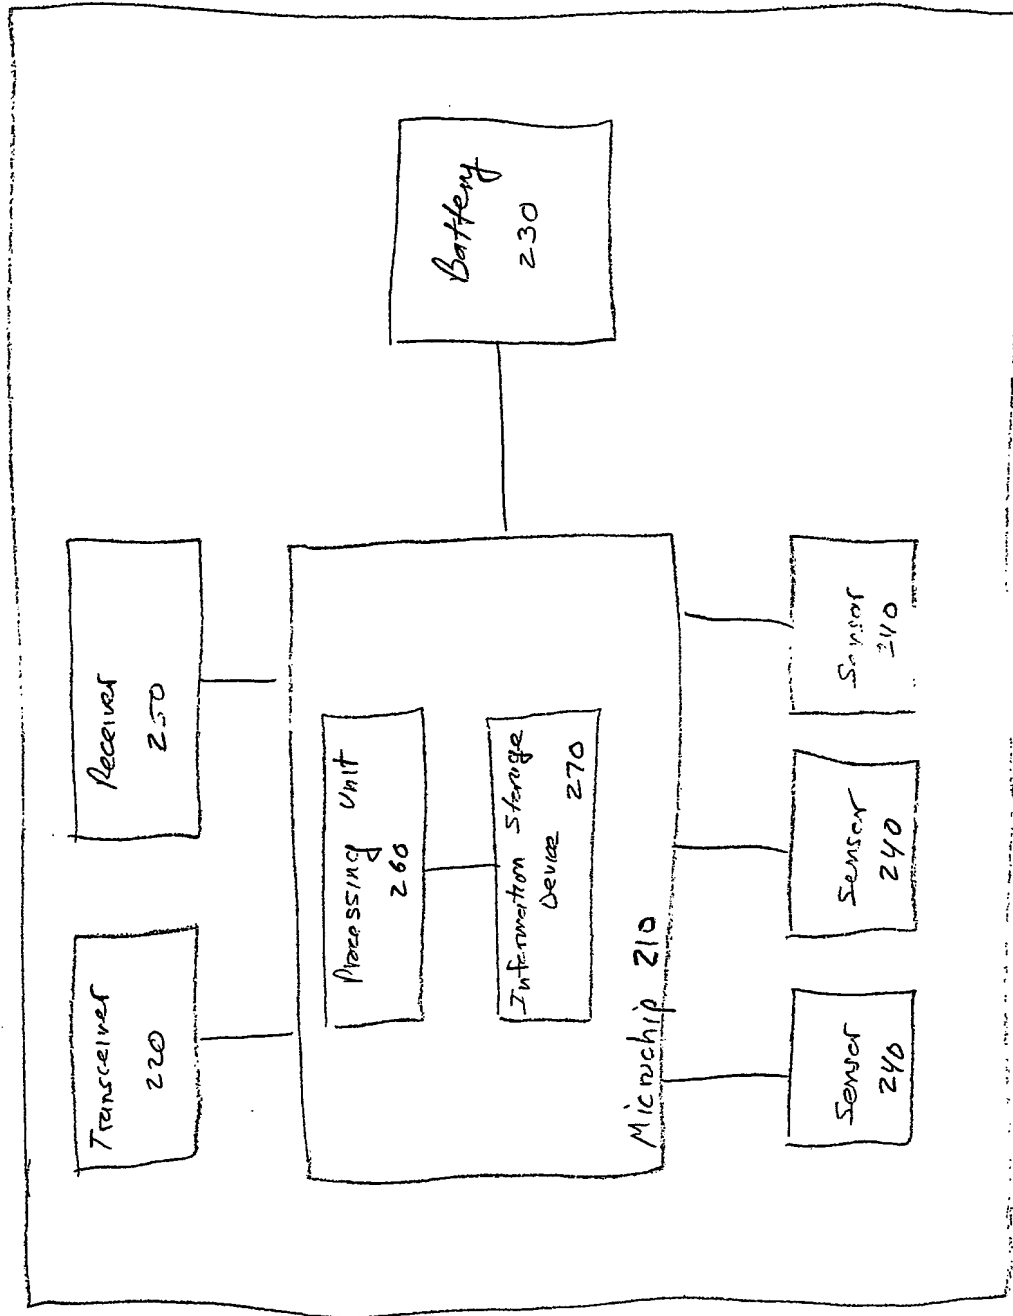 Transceiver
220
Receiver
250
Processing Unit
260
Information Storage
Device
270
Microchip 210
Battery
230
Sensor
240
Sensor
240
Sensor
240